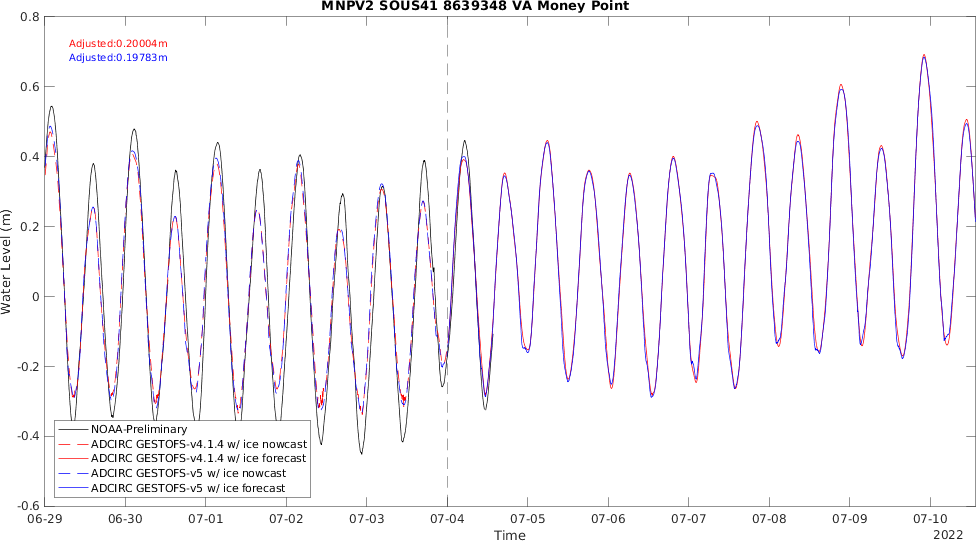 MNPV2 SOUS41 8639348 VA Money Point
Adjusted:0.20004m
Adjusted:0.19783m
Water Level (m)
0.8
0.6
0.4
0.2
0
-0.2
-0.4
-0.6
NOAA-Preliminary
ADCIRC GESTOFS-v4.1.4 w/ ice nowcast
ADCIRC GESTOFS-v4.1.4 w/ ice forecast
ADCIRC GESTOFS-v5 w/ ice nowcast
ADCIRC GESTOFS-v5 w/ ice forecast
06-29 06-30 07-01 07-02 07-03 07-04 07-05 07-06 07-07 07-08 07-09 07-10
Time
2022